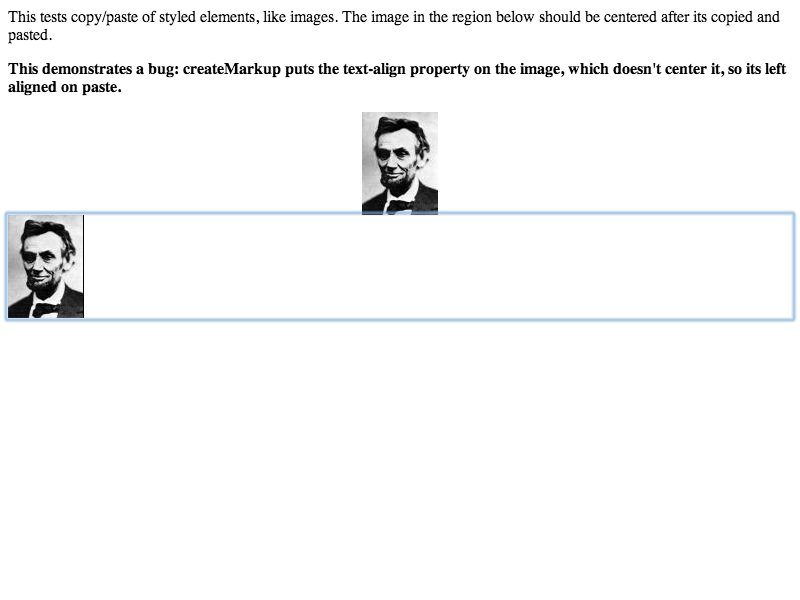 This tests copy/paste of styled elements, like images. The image in the region below should be centered after its copied and
pasted.
This demonstrates a bug: createMarkup puts the text-align property on the image, which doesn't center it, so its left
aligned on paste.